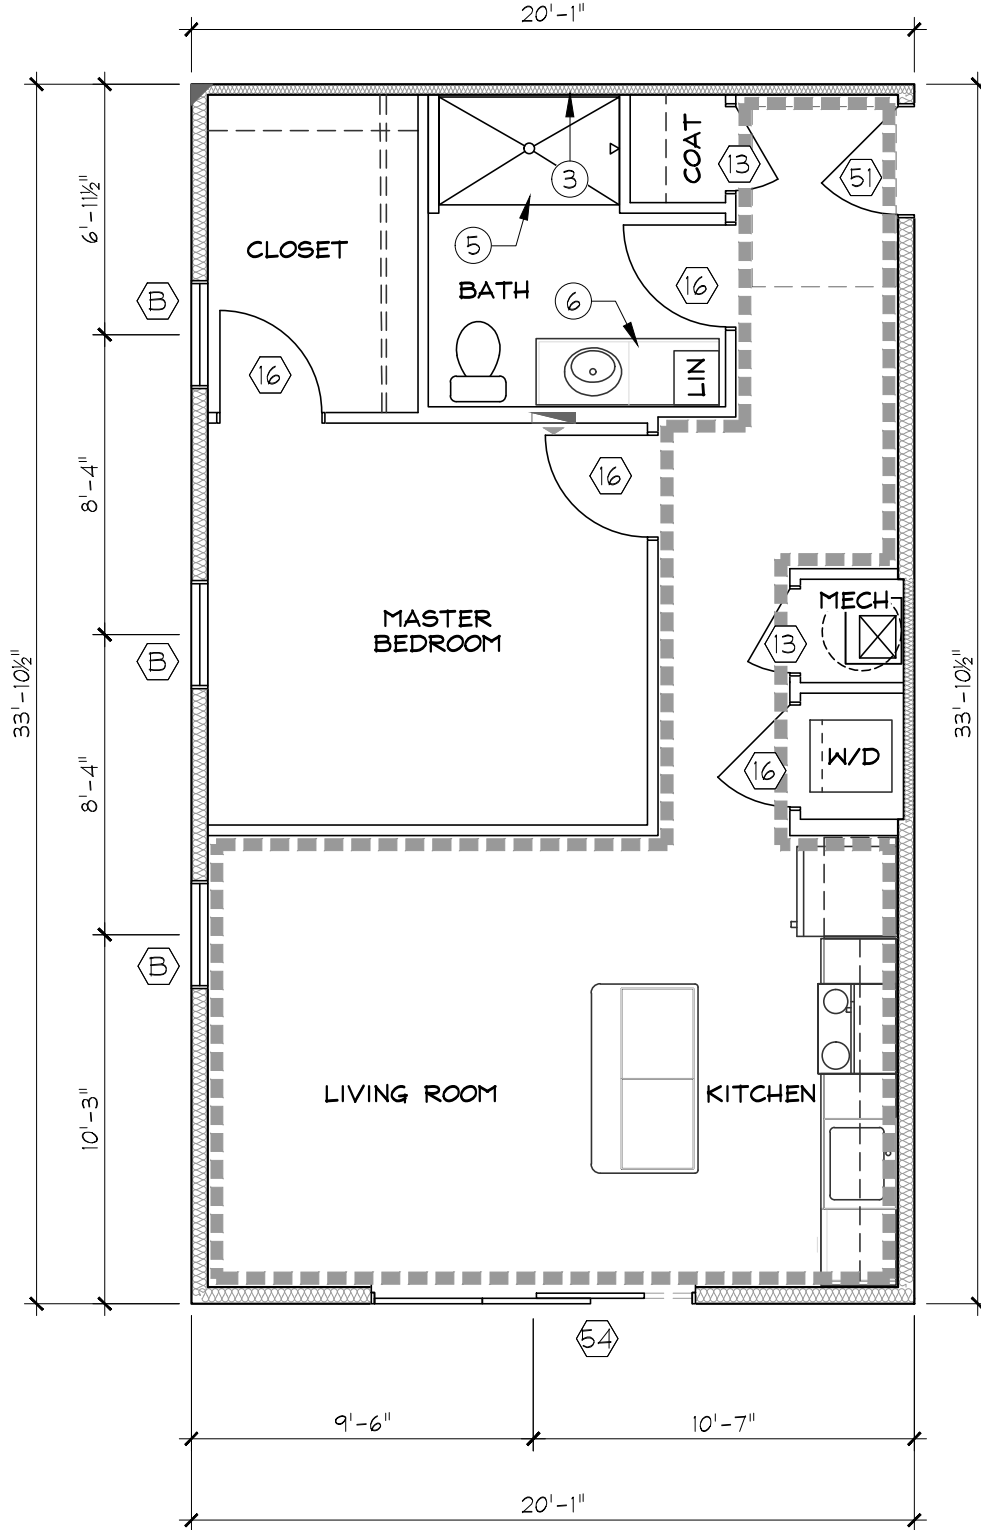 20'-1"
COAT
13
51
3
6'-11½"
CLOSET
5
BATH
16
B
6
16
LIN
8'-4"
16
MECH.
MASTER
BEDROOM
13
B
33'-10½"
33'-10½"
W/D
16
8'-4"
B
LIVING ROOM
KITCHEN
10'-3"
54
9'-6"
10'-7"
20'-1"